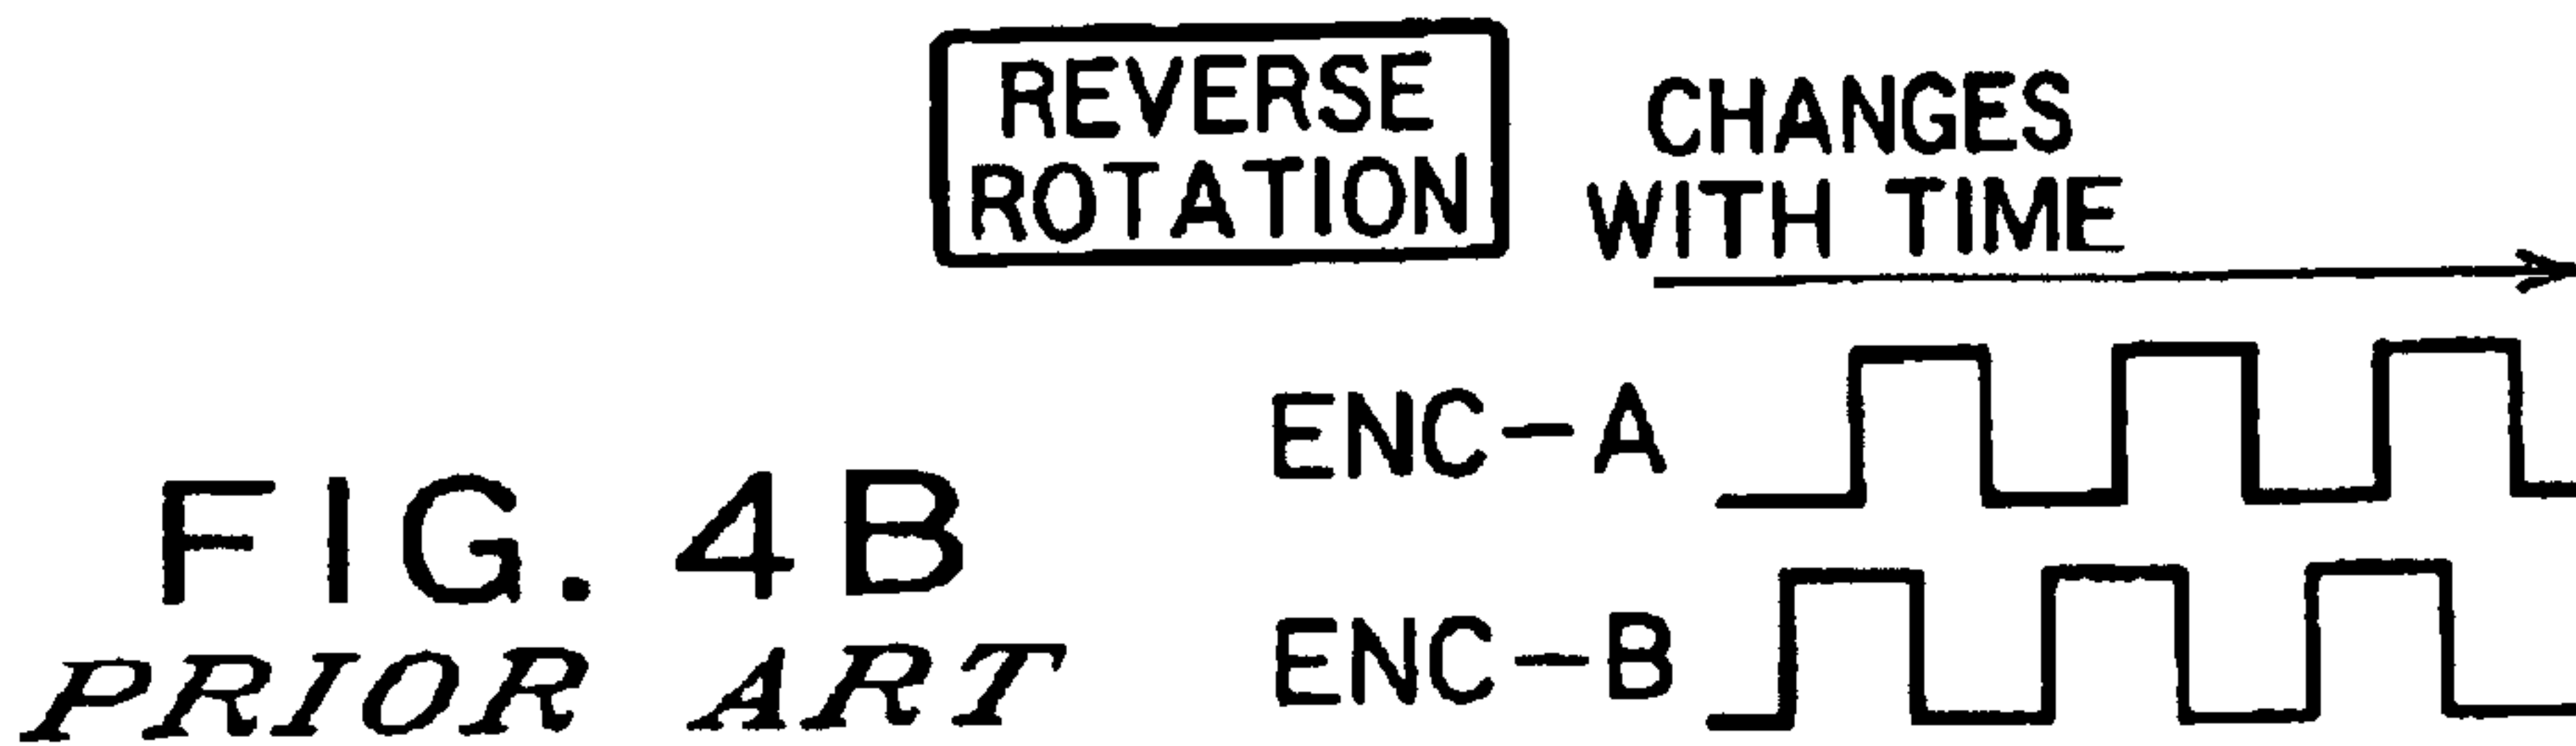 REVERSE
ROTATION
CHANGES
WITH TIME
ENC-A
FIG. 4B
ENC-B
PRIOR ART